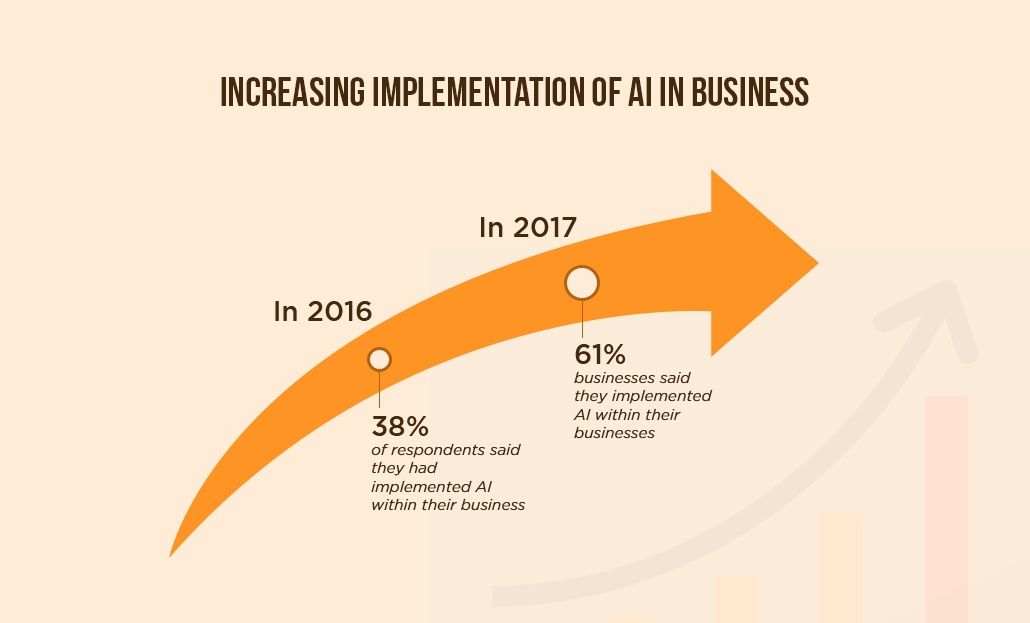 INCREASING IMPLEMENTATION OF AI IN BUSINESS
In 2016
38%
of respondents said
they had
implemented AI
within their business
In 2017
61%
businesses said
they implemented
AI within their
businesses